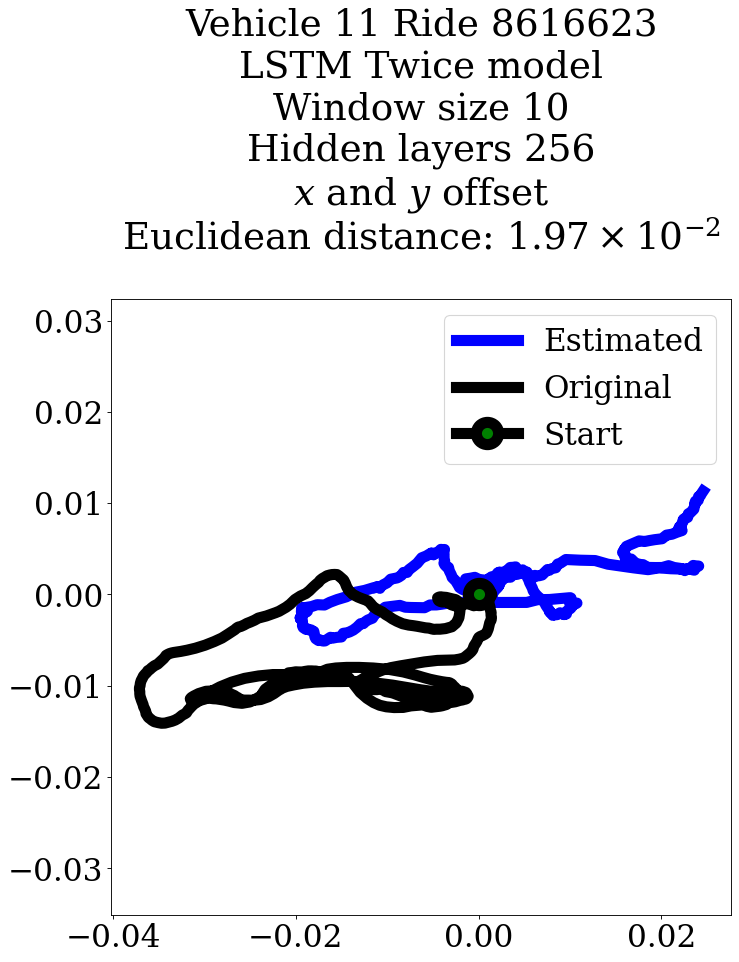 Vehicle 11 Ride 8616623
LSTM Twice model
Window size 10
Hidden layers 256
x and y offset
Euclidean distance: 1.97 × 10⁻²
Estimated
Original
Start
0.03
0.02
0.01
0.00
−0.01
−0.02
−0.03
−0.04 −0.02 0.00 0.02